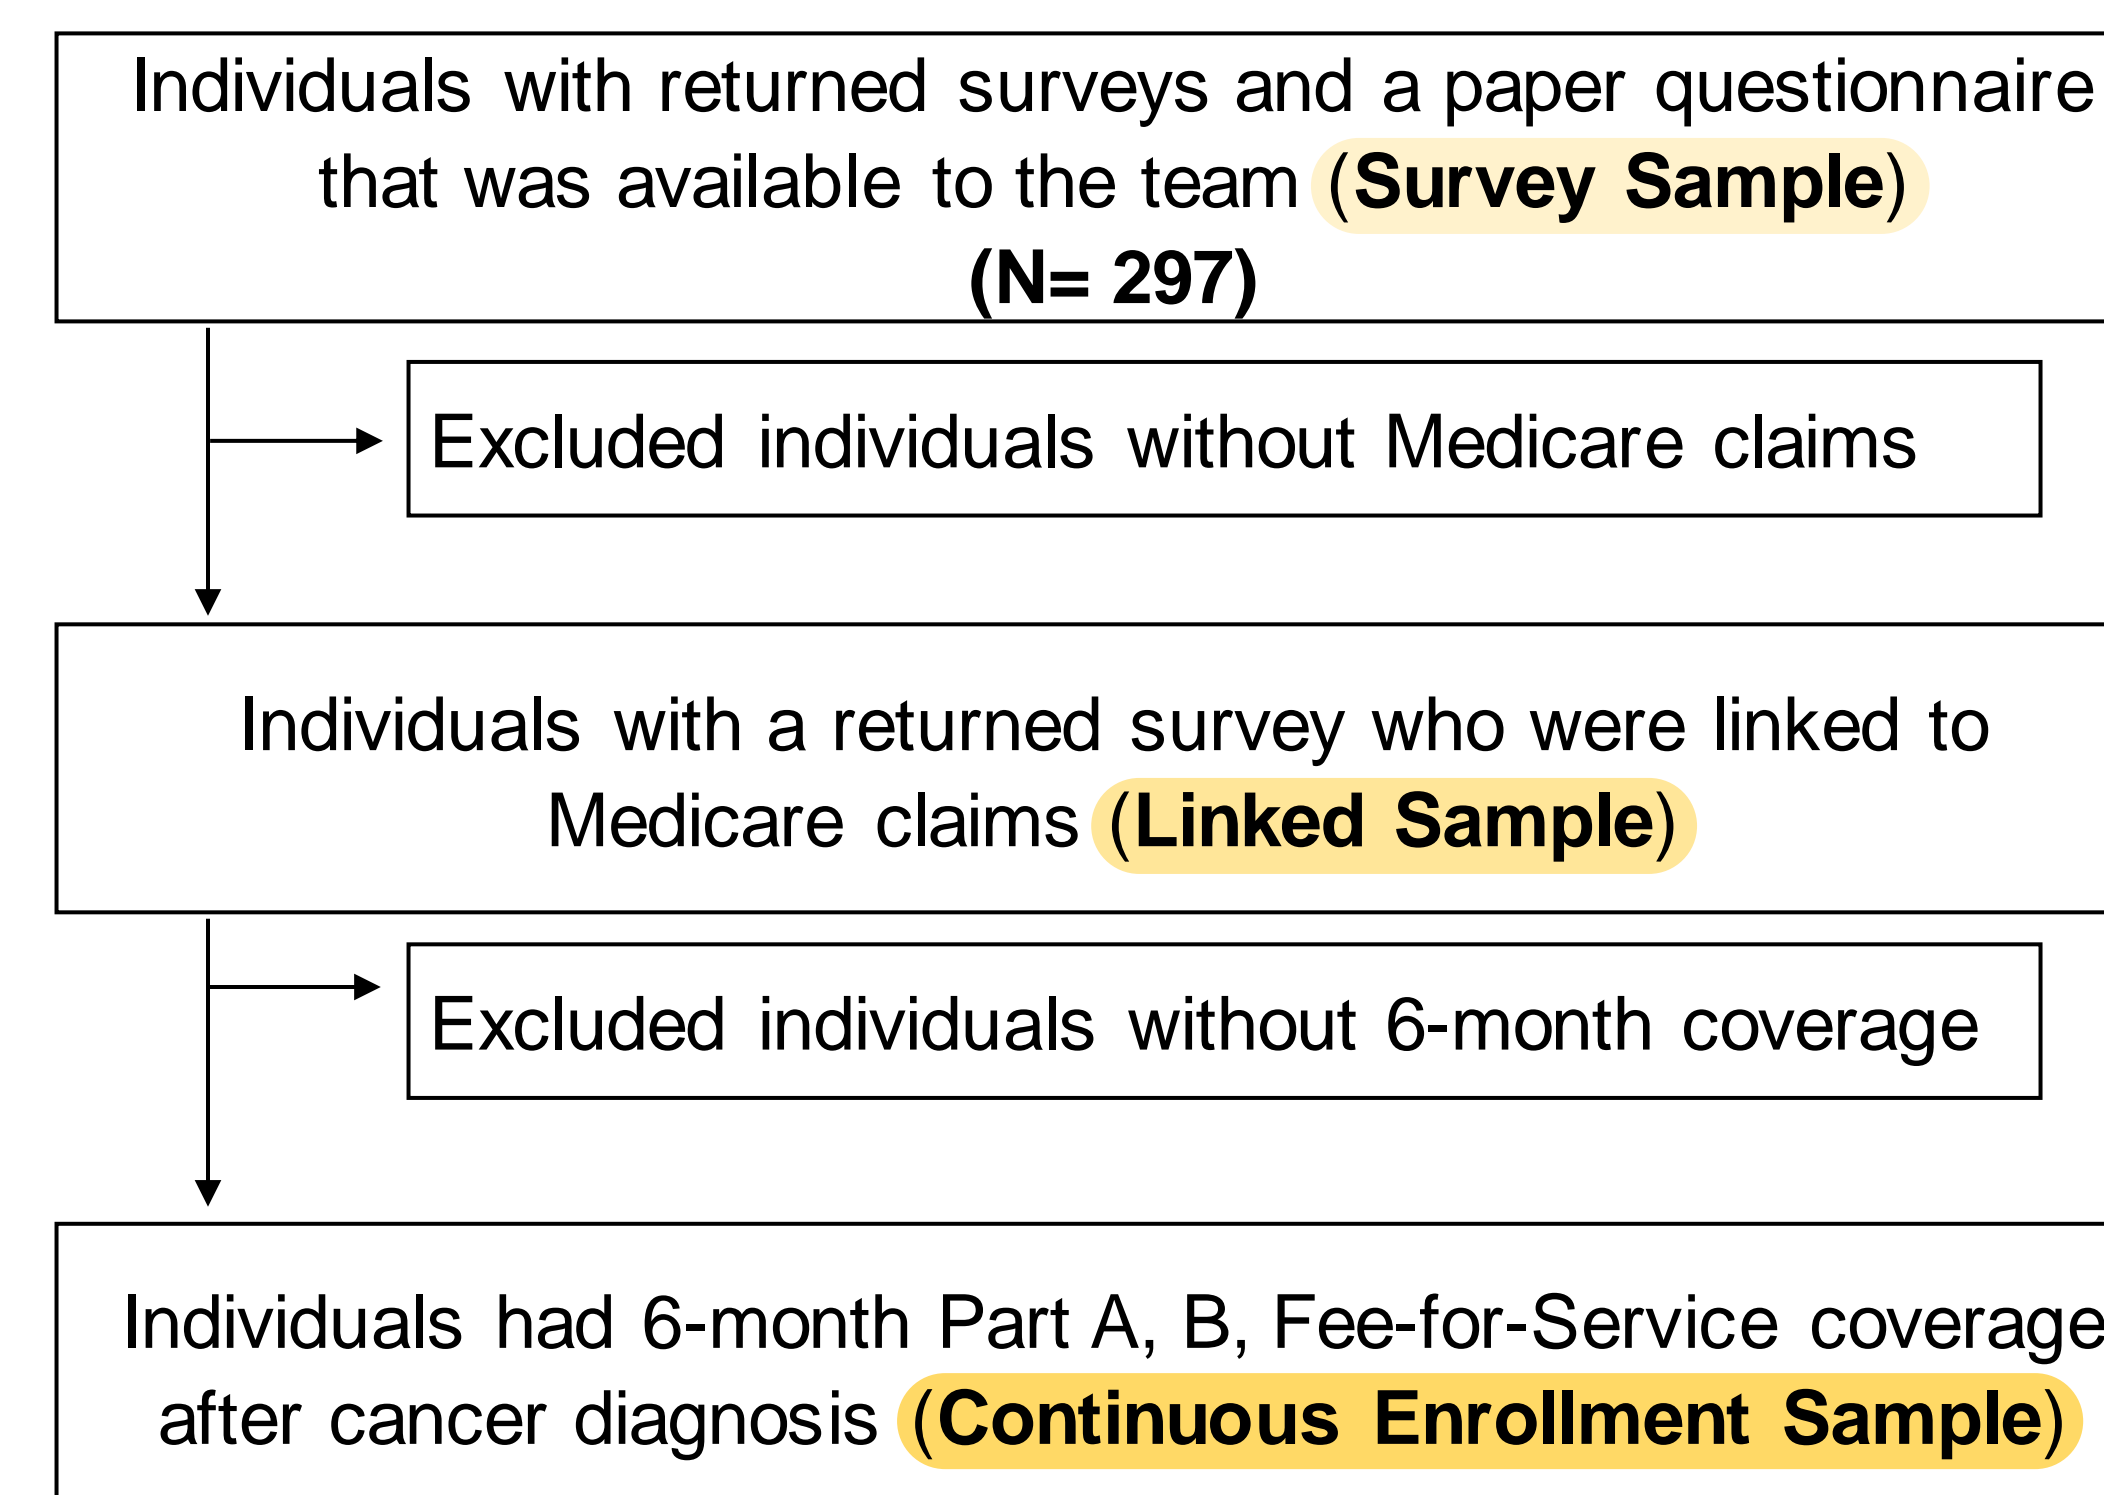 Individuals with returned surveys and a paper questionnaire
that was available to the team (Survey Sample)
(N= 297)
Excluded individuals without Medicare claims
Individuals with a returned survey who were linked to
Medicare claims (Linked Sample)
Excluded individuals without 6-month coverage
Individuals had 6-month Part A, B, Fee-for-Service coverage
after cancer diagnosis (Continuous Enrollment Sample)